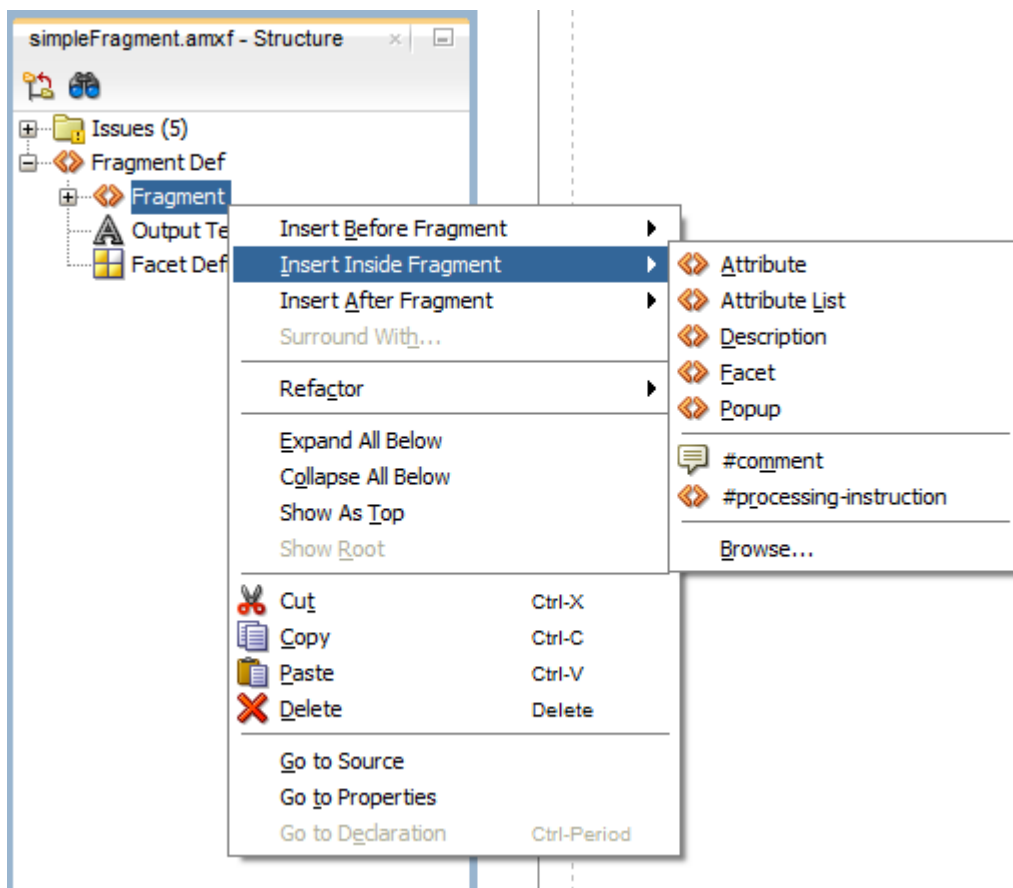 simpleFragment.amxf - Structure
Issues (5)
Fragment Def
Fragment
Output Te
Facet Def
Insert Before Fragment
Insert Inside Fragment
Insert After Fragment
Surround With...
Refactor
Expand All Below
Collapse All Below
Show As Top
Show Root
Cut Ctrl-X
Copy Ctrl-C
Paste Ctrl-V
Delete Delete
Go to Source
Go to Properties
Go to Declaration Ctrl-Period
Attribute
Attribute List
Description
Facet
Popup
#comment
#processing-instruction
Browse...